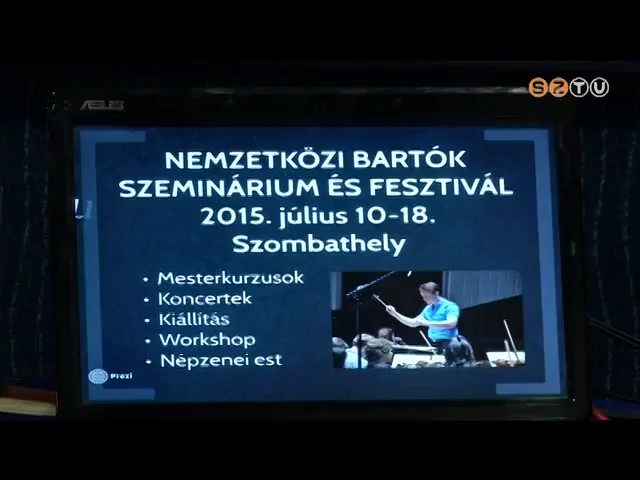 SZTV
ASUS
NEMZETKÖZI BARTÓK
SZEMINÁRIUM ÉS FESZTIVÁL
2015. július 10-18.
Szombathely
• Mesterkurzusok
• Koncertek
• Kiállítás
• Workshop
• Népzenei est
Prezi